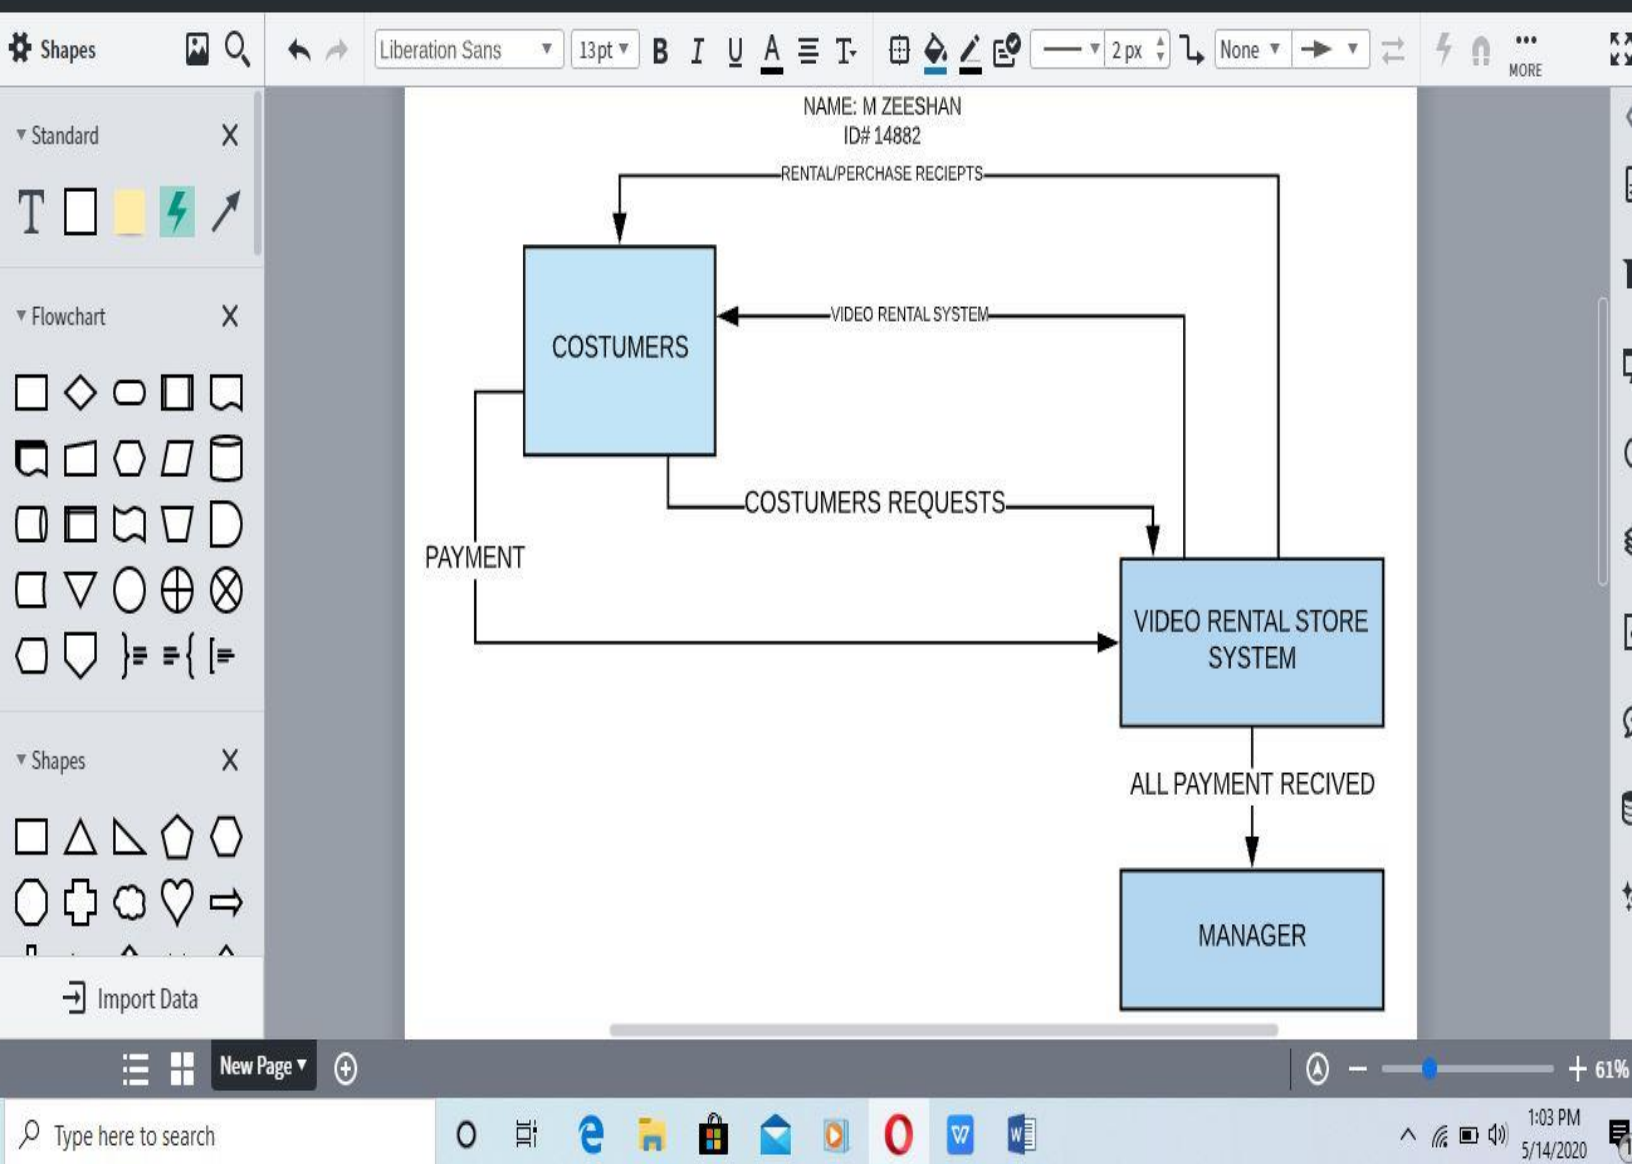 Shapes
Liberation Sans
13pt
B I U A T
2 px
None
MORE
Standard
T
Flowchart
Shapes
Import Data
NAME: M ZEESHAN
ID# 14882
RENTAL/PERCHASE RECIEPTS
COSTUMERS
VIDEO RENTAL SYSTEM
COSTUMERS REQUESTS
PAYMENT
VIDEO RENTAL STORE
SYSTEM
ALL PAYMENT RECIVED
MANAGER
New Page
61%
Type here to search
1:03 PM
5/14/2020